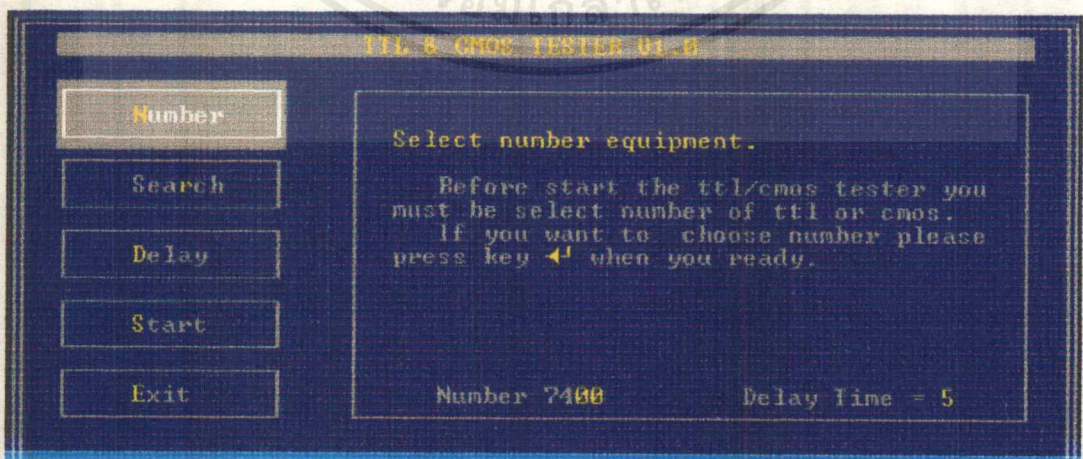 TTL & CMOS TESTER V1.0
Number
Search
Delay
Start
Exit
Select number equipment.
Before start the ttl/cmos tester you
must be select number of ttl or cmos.
If you want to choose number please
press key ↵ when you ready.
Number 7400
Delay Time = 5